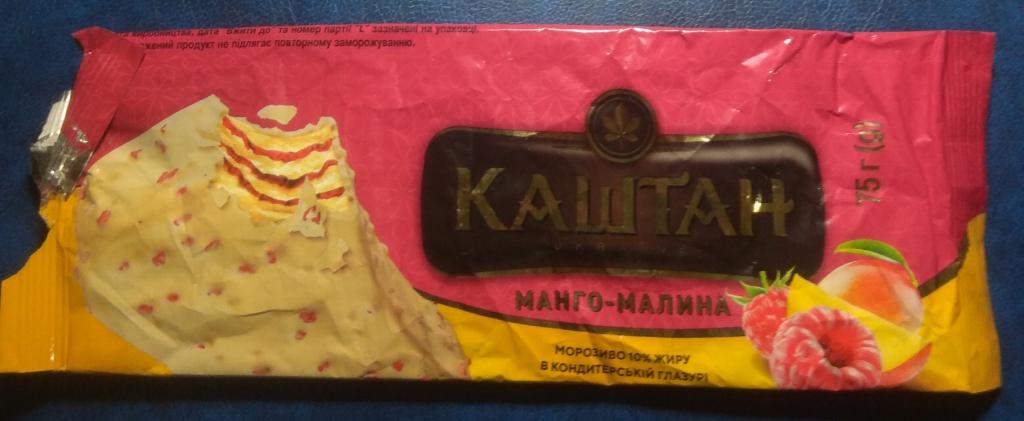 виробництва, дата "Вжити до" та номер партії "L" зазначені на упаковці.
продукт не підлягає повторному заморожуванню.
КАШТАН
UKRAINE
75 г (g)
МАНГО-МАЛИНА
МОРОЗИВО 10% ЖИРУ
В КОНДИТЕРСЬКІЙ ГЛАЗУРІ